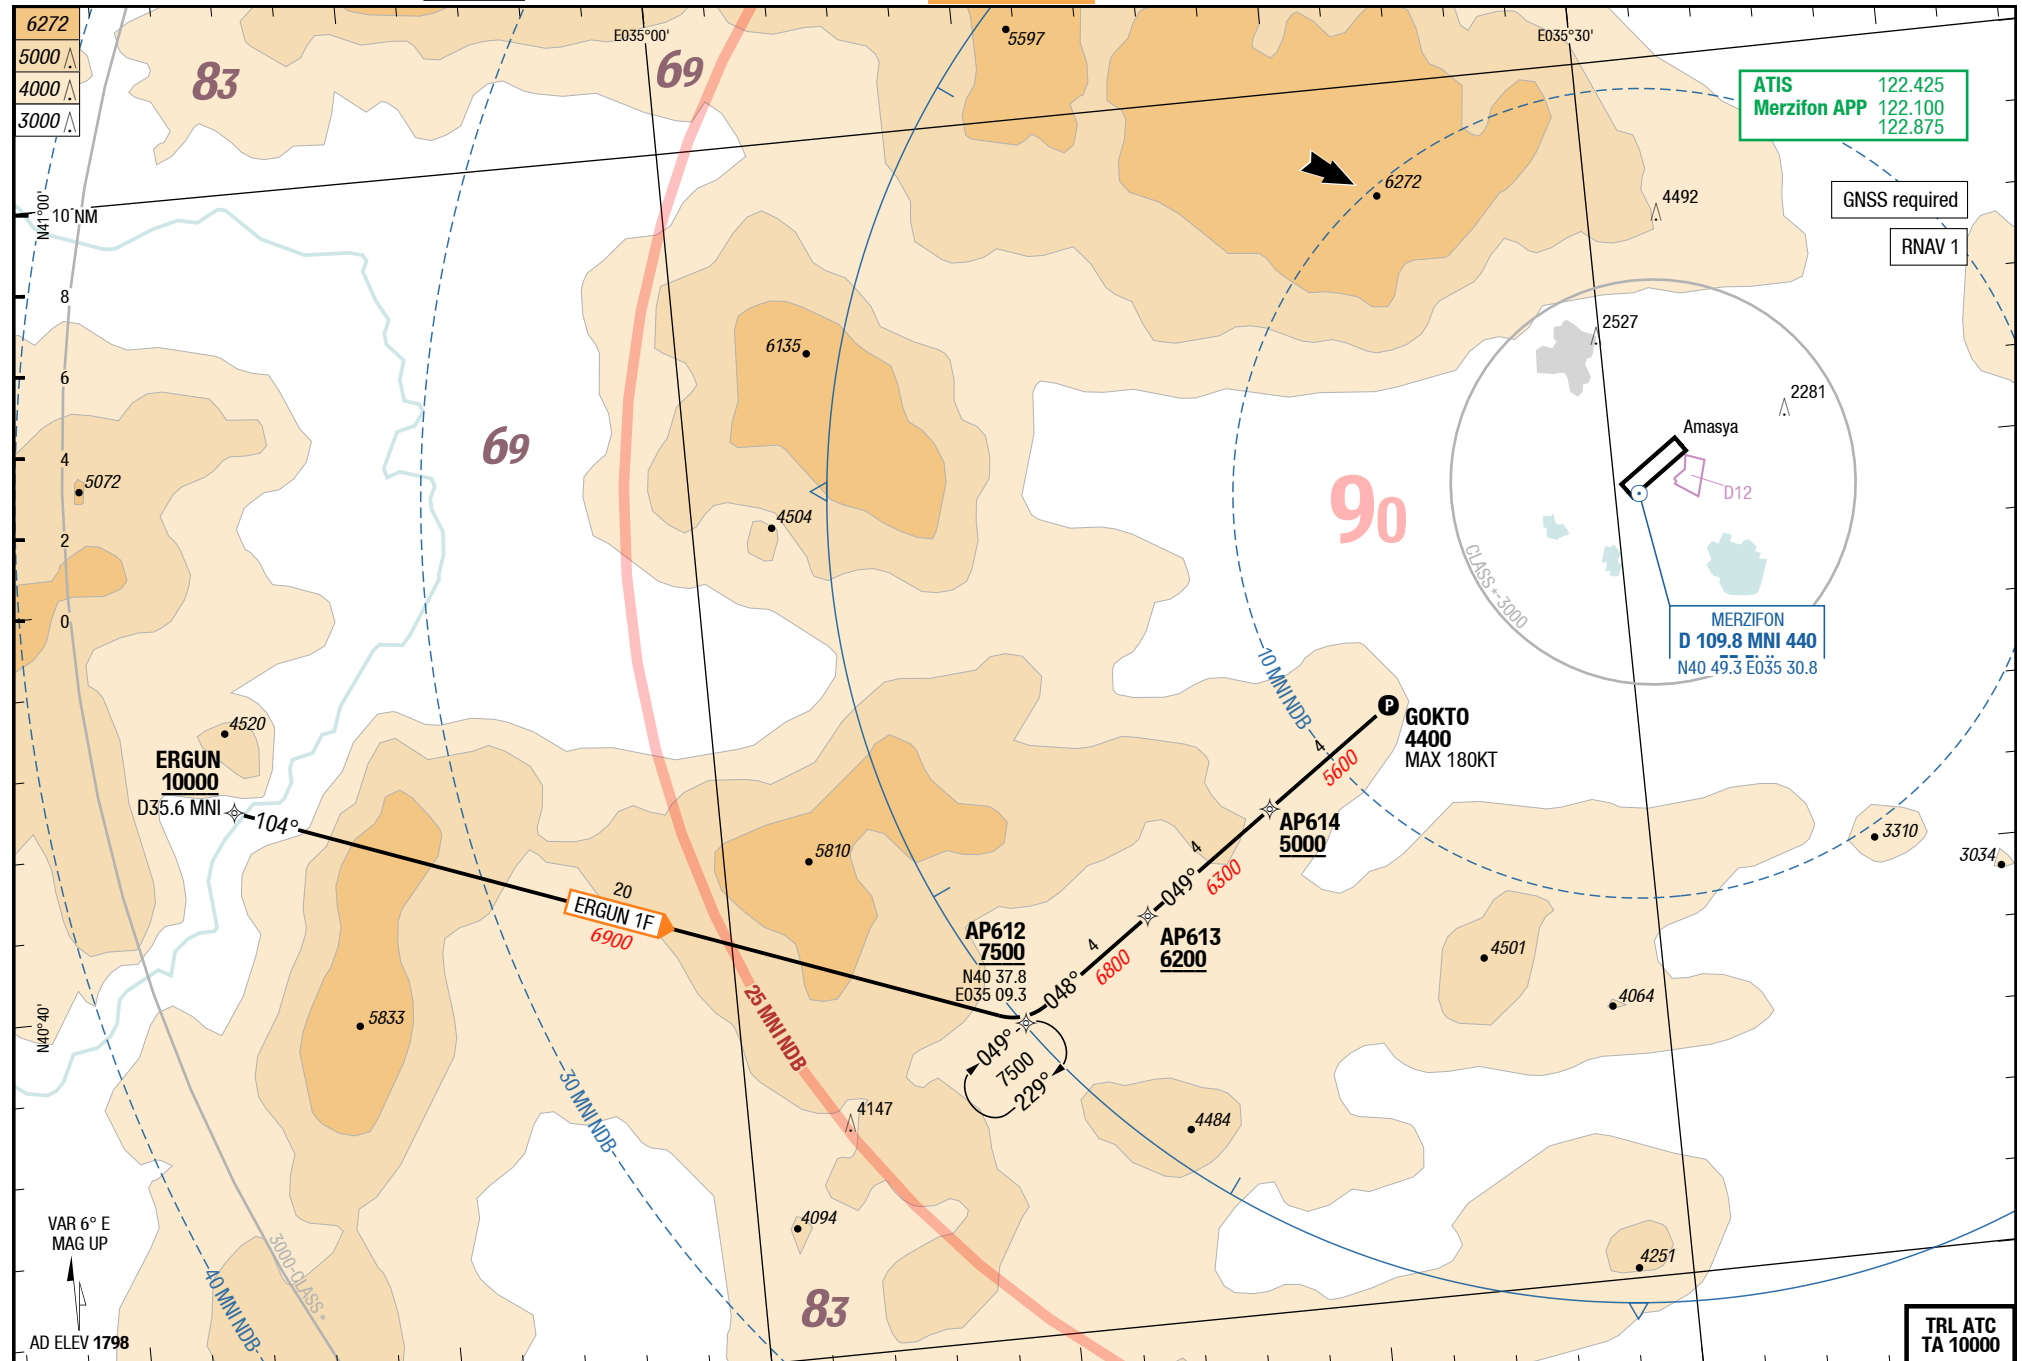 6272
5000
4000
3000
83
E035°00'
69
5597
E035°30'
ATIS 122.425
Merzifon APP 122.100
122.875
6272
4492
GNSS required
RNAV 1
N41°00'
10 NM
8
6
4
2
0
2527
6135
2281
Amasya
69
5072
4504
90
D12
CLASS*-3000
MERZIFON
D 109.8 MNI 440
N40 49.3 E035 30.8
10 MNI NDB
4520
ERGUN
10000
D35.6 MNI
104°
GOKTO
4400
MAX 180KT
4
5600
P
AP614
5000
5810
20
ERGUN 1F
6900
4
049°
6300
3310
3034
AP612
7500
N40 37.8
E035 09.3
AP613
6200
4
6800
048°
4501
4064
5833
N40°40'
25 MNI NDB
049°
7500
229°
30 MNI NDB
4147
4484
4094
4251
VAR 6° E
MAG UP
3000-CLASS*
40 MNI NDB
83
AD ELEV 1798
TRL ATC
TA 10000